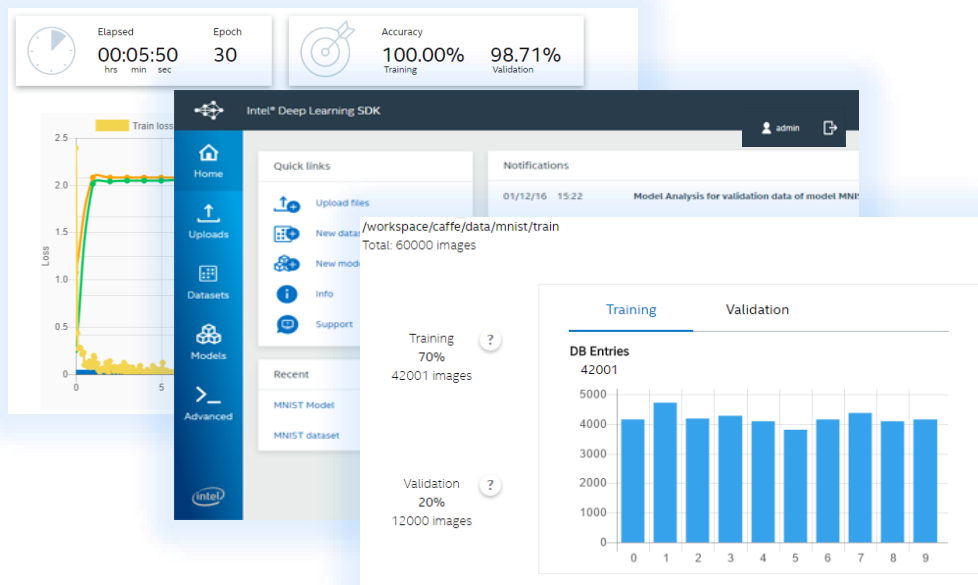 Elapsed
Epoch
00:05:50
30
hrs min sec
Accuracy
100.00%
98.71%
Training
Validation
Train loss
2.5
2.0
1.5
1.0
0.5
0
Loss
0
5
Intel® Deep Learning SDK
admin
Home
Uploads
Datasets
Models
Advanced
intel
Quick links
Upload files
New
New
Info
Support
Recent
MNIST Model
MNIST dataset
Notifications
01/12/16 15:22
Model Analysis for validation data of model
/workspace/caffe/data/mnist/train
Total: 60000 images
Training
?
70%
42001 images
Validation
?
20%
12000 images
Training
Validation
DB Entries
42001
5000
4000
3000
2000
1000
0
0 1 2 3 4 5 6 7 8 9